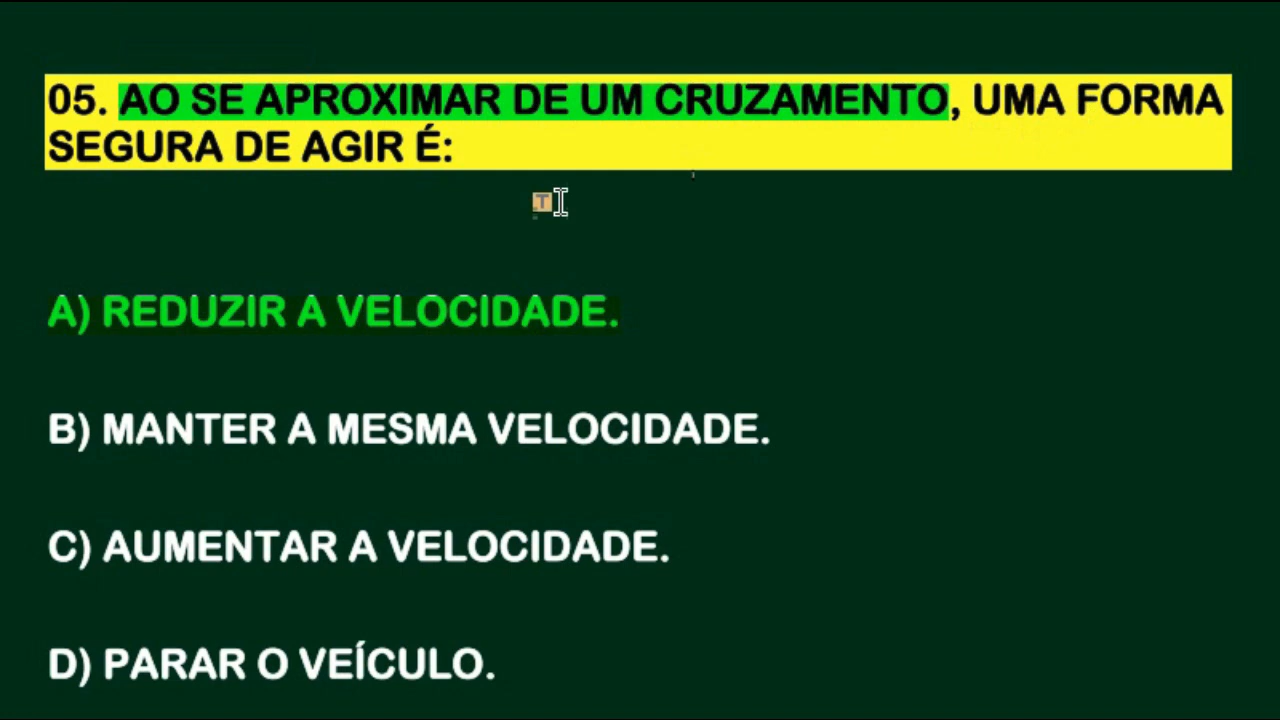 05. AO SE APROXIMAR DE UM CRUZAMENTO, UMA FORMA
SEGURA DE AGIR É:
T
A) REDUZIR A VELOCIDADE.
B) MANTER A MESMA VELOCIDADE.
C) AUMENTAR A VELOCIDADE.
D) PARAR O VEÍCULO.